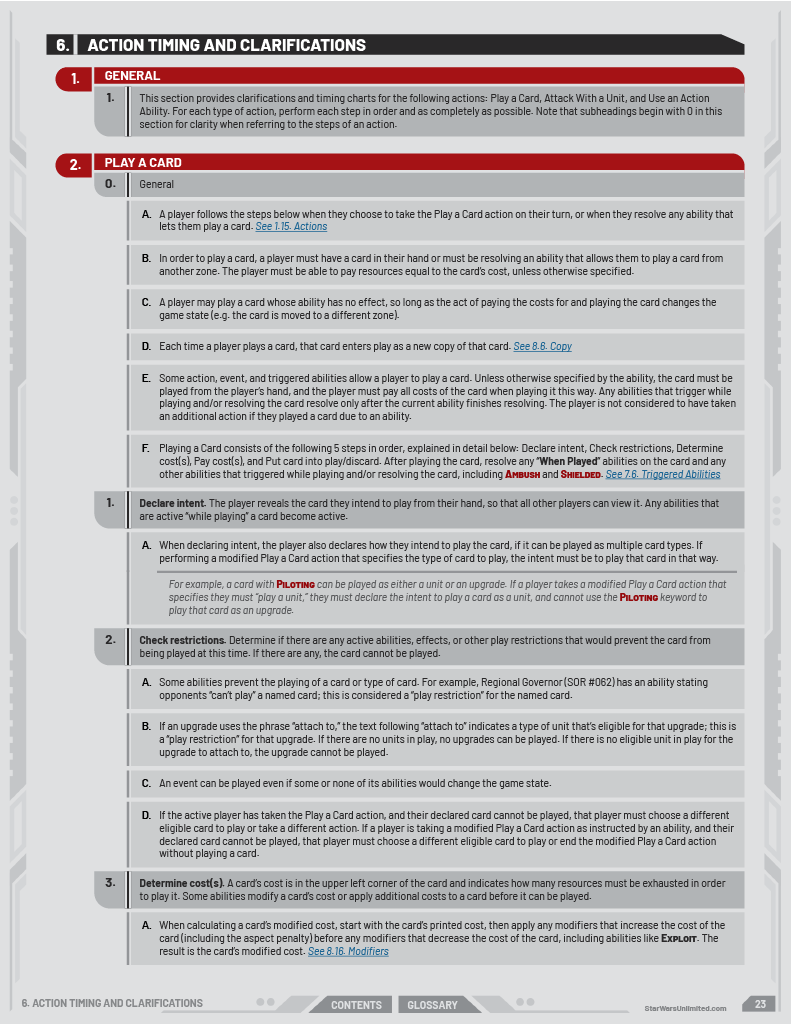 6. ACTION TIMING AND CLARIFICATIONS
1. GENERAL
1. This section provides clarifications and timing charts for the following actions: Play a Card, Attack With a Unit, and Use an Action
Ability. For each type of action, perform each step in order and as completely as possible. Note that subheadings begin with 0 in this
section for clarity when referring to the steps of an action.
2. PLAY A CARD
0. General
A. A player follows the steps below when they choose to take the Play a Card action on their turn, or when they resolve any ability that
lets them play a card. See 1.15. Actions
B. In order to play a card, a player must have a card in their hand or must be resolving an ability that allows them to play a card from
another zone. The player must be able to pay resources equal to the card's cost, unless otherwise specified.
C. A player may play a card whose ability has no effect, so long as the act of paying the costs for and playing the card changes the
game state (e.g. the card is moved to a different zone).
D. Each time a player plays a card, that card enters play as a new copy of that card. See 8.6. Copy
E. Some action, event, and triggered abilities allow a player to play a card. Unless otherwise specified by the ability, the card must be
played from the player's hand, and the player must pay all costs of the card when playing it this way. Any abilities that trigger while
playing and/or resolving the card resolve only after the current ability finishes resolving. The player is not considered to have taken
an additional action if they played a card due to an ability.
F. Playing a Card consists of the following 5 steps in order, explained in detail below: Declare intent, Check restrictions, Determine
cost(s), Pay cost(s), and Put card into play/discard. After playing the card, resolve any "When Played" abilities on the card and any
other abilities that triggered while playing and/or resolving the card, including AMBUSH and SHIELDED. See 7.6. Triggered Abilities
1. Declare intent. The player reveals the card they intend to play from their hand, so that all other players can view it. Any abilities that
are active "while playing" a card become active.
A. When declaring intent, the player also declares how they intend to play the card, if it can be played as multiple card types. If
performing a modified Play a Card action that specifies the type of card to play, the intent must be to play that card in that way.
For example, a card with PILOTING can be played as either a unit or an upgrade. If a player takes a modified Play a Card action that
specifies they must "play a unit," they must declare the intent to play a card as a unit, and cannot use the PILOTING keyword to
play that card as an upgrade.
2. Check restrictions. Determine if there are any active abilities, effects, or other play restrictions that would prevent the card from
being played at this time. If there are any, the card cannot be played.
A. Some abilities prevent the playing of a card or type of card. For example, Regional Governor (SOR #062) has an ability stating
opponents "can't play" a named card; this is considered a "play restriction" for the named card.
B. If an upgrade uses the phrase "attach to," the text following "attach to" indicates a type of unit that's eligible for that upgrade; this is
a "play restriction" for that upgrade. If there are no units in play, no upgrades can be played. If there is no eligible unit in play for the
upgrade to attach to, the upgrade cannot be played.
C. An event can be played even if some or none of its abilities would change the game state.
D. If the active player has taken the Play a Card action, and their declared card cannot be played, that player must choose a different
eligible card to play or take a different action. If a player is taking a modified Play a Card action as instructed by an ability, and their
declared card cannot be played, that player must choose a different eligible card to play or end the modified Play a Card action
without playing a card.
3. Determine cost(s). A card's cost is in the upper left corner of the card and indicates how many resources must be exhausted in order
to play it. Some abilities modify a card's cost or apply additional costs to a card before it can be played.
A. When calculating a card's modified cost, start with the card's printed cost, then apply any modifiers that increase the cost of the
card (including the aspect penalty) before any modifiers that decrease the cost of the card, including abilities like EXPLOIT. The
result is the card's modified cost. See 8.16. Modifiers
6. ACTION TIMING AND CLARIFICATIONS CONTENTS GLOSSARY StarWarsUnlimited.com 23